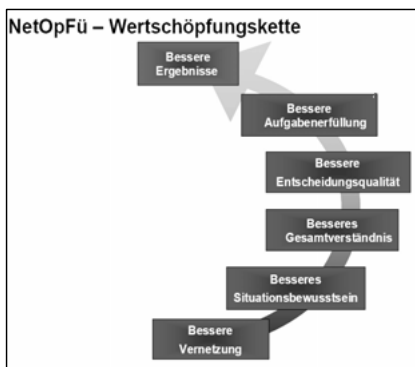 NetOpFü – Wertschöpfungskette
Bessere
Ergebnisse
Bessere
Aufgabenerfüllung
Bessere
Entscheidungsqualität
Besseres
Gesamtverständnis
Besseres
Situationsbewusstsein
Bessere
Vernetzung